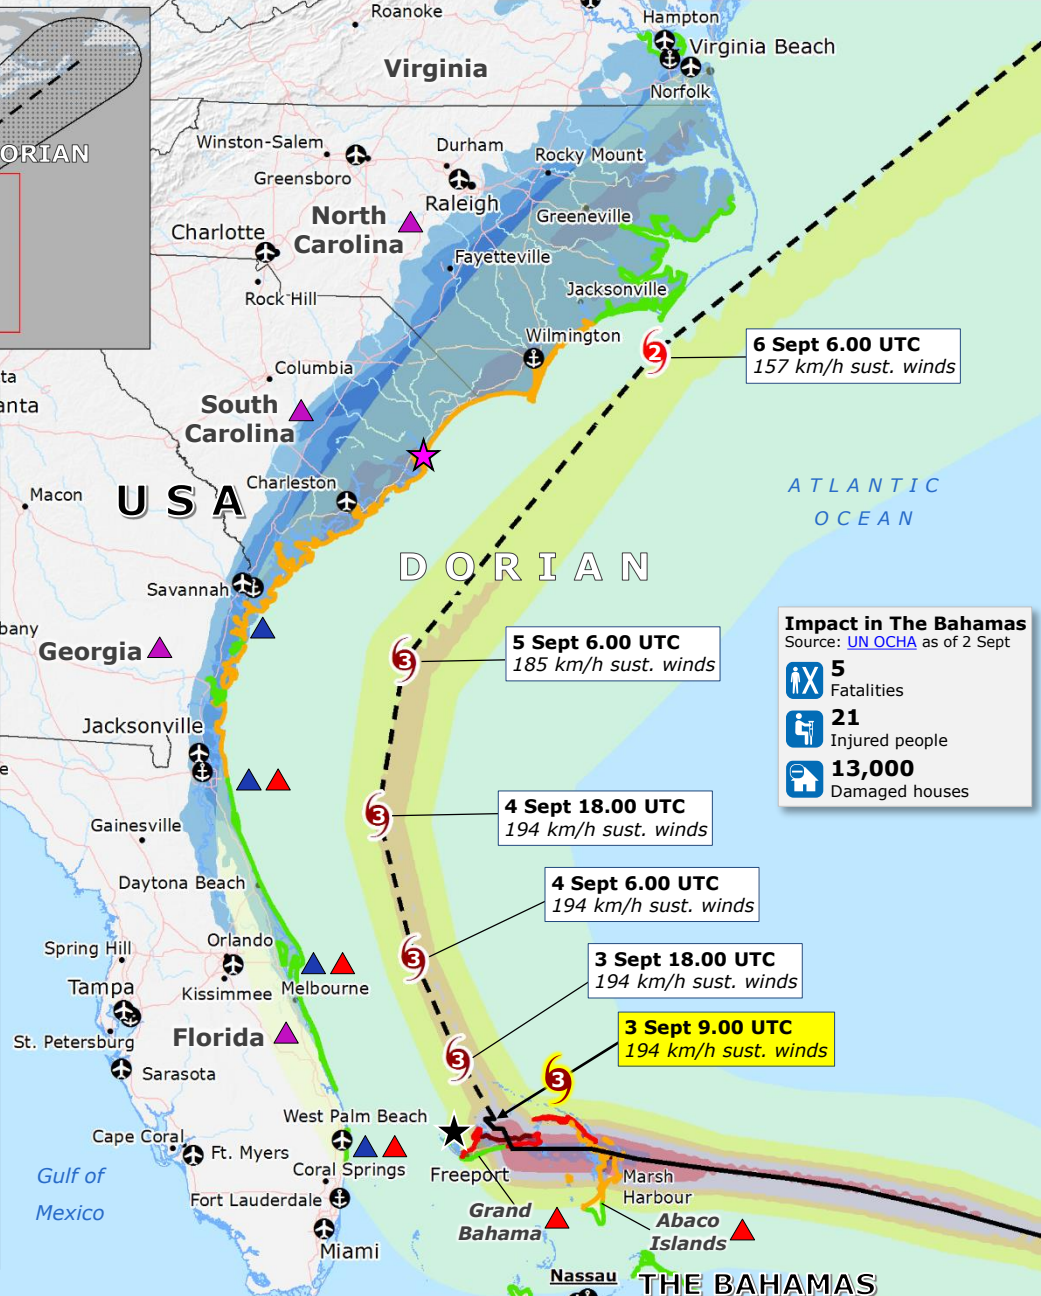 Roanoke
Hampton
Virginia
Virginia Beach
Norfolk
ORIAN
Winston-Salem
Durham
Rocky Mount
Greensboro
Raleigh
North
Carolina
Greeneville
Charlotte
Fayetteville
Rock Hill
Jacksonville
Wilmington
2
6 Sept 6.00 UTC
157 km/h sust. winds
Columbia
ta
anta
South
Carolina
Macon
USA
Charleston
ATLANTIC
OCEAN
DORIAN
Savannah
bany
Georgia
3
5 Sept 6.00 UTC
185 km/h sust. winds
Impact in The Bahamas
Source: UN OCHA as of 2 Sept
5
Fatalities
21
Injured people
13,000
Damaged houses
Jacksonville
e
3
4 Sept 18.00 UTC
194 km/h sust. winds
Gainesville
Daytona Beach
4 Sept 6.00 UTC
194 km/h sust. winds
Spring Hill
Orlando
3
3 Sept 18.00 UTC
194 km/h sust. winds
Tampa
Kissimmee
Melbourne
St. Petersburg
Florida
3 Sept 9.00 UTC
194 km/h sust. winds
Sarasota
3
3
West Palm Beach
Cape Coral
Ft. Myers
Coral Springs
Freeport
Marsh
Harbour
Gulf of
Mexico
Fort Lauderdale
Grand
Bahama
Abaco
Islands
Miami
Nassau
THE BAHAMAS